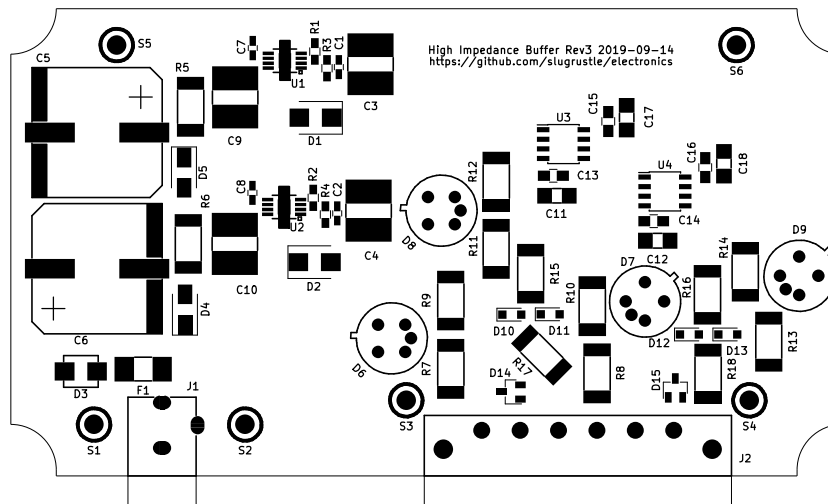 C5
S5
R5
C7
R1
R3
C1
U1
C3
High Impedance Buffer Rev3 2019-09-14
https://github.com/slugrustle/electronics
S6
C9
D1
D5
U3
C15
C17
R6
C8
R2
R4
C2
U2
R12
C13
C11
U4
C16
C18
C14
C12
D8
R11
C4
C10
D2
D4
R15
R10
D7
R16
R14
D9
C6
R9
D10
D11
D12
D13
R13
D6
R7
R17
R8
R18
D3
F1
J1
D14
D15
S1
S2
S3
S4
J2